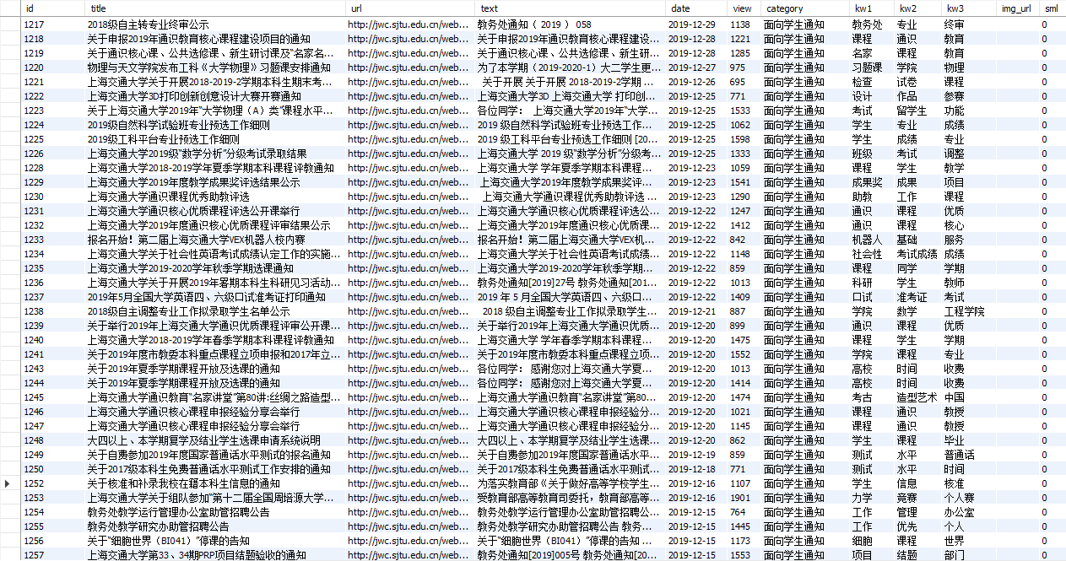 id title url text date view category kw1 kw2 kw3 img_url sml
1217 2018级自主转专业终审公示 http://jwc.sjtu.edu.cn/web... 教务处通知（ 2019 ） 058 2019-12-29 1138 面向学生通知 教务处 专业 终审 0
1218 关于申报2019年通识教育核心课程建设项目的通知 http://jwc.sjtu.edu.cn/web... 关于申报2019年通识教育核心课程建设... 2019-12-28 1221 面向学生通知 课程 通识 教育 0
1219 关于通识核心课、公共选修课、新生研讨课及“名家名... http://jwc.sjtu.edu.cn/web... 关于通识核心课、公共选修课、新生研... 2019-12-28 1285 面向学生通知 名家 课程 教育 0
1220 物理与天文学院发布工科《大学物理》习题课安排通知 http://jwc.sjtu.edu.cn/web... 为了本学期（2019-2020-1）大二学生更... 2019-12-27 975 面向学生通知 习题课 学院 物理 0
1221 上海交通大学关于开展2018-2019-2学期本科生期末考... http://jwc.sjtu.edu.cn/web... 关于开展 关于开展 2018-2019-2学期 ... 2019-12-26 695 面向学生通知 检查 试卷 课程 0
1222 上海交通大学3D打印创新创意设计大赛开赛通知 http://jwc.sjtu.edu.cn/web... 上海交通大学3D 上海交通大学 打印创... 2019-12-25 771 面向学生通知 设计 作品 参赛 0
1223 关于上海交通大学2019年“大学物理（A）类”课程水平... http://jwc.sjtu.edu.cn/web... 各位同学： 上海交通大学2019年“大学... 2019-12-25 1533 面向学生通知 考试 留学生 功能 0
1224 2019级自然科学试验班专业预选工作细则 http://jwc.sjtu.edu.cn/web... 2019 级自然科学试验班专业预选工作... 2019-12-25 1062 面向学生通知 学生 专业 成绩 0
1225 2019级工科平台专业预选工作细则 http://jwc.sjtu.edu.cn/web... 2019 级工科平台专业预选工作细则 [20... 2019-12-25 1598 面向学生通知 学生 成绩 专业 0
1226 上海交通大学2019级“数学分析”分级考试录取结果 http://jwc.sjtu.edu.cn/web... 上海交通大学 2019 级“数学分析”分级考... 2019-12-25 1333 面向学生通知 班级 考试 调整 0
1228 上海交通大学2018-2019学年夏季学期本科课程评教通知 http://jwc.sjtu.edu.cn/web... 上海交通大学 学年夏季学期本科课程... 2019-12-23 1059 面向学生通知 课程 学生 教学 0
1229 上海交通大学2019年度教学成果奖评选结果公示 http://jwc.sjtu.edu.cn/web... 上海交通大学2019年度教学成果奖评... 2019-12-23 1541 面向学生通知 成果奖 成果 项目 0
1230 上海交通大学通识课程优秀助教评选 http://jwc.sjtu.edu.cn/web... 上海交通大学通识课程优秀助教评选... 2019-12-23 1290 面向学生通知 助教 工作 课程 0
1231 上海交通大学通识核心优质课程评选公开课举行 http://jwc.sjtu.edu.cn/web... 上海交通大学通识核心优质课程评选公... 2019-12-22 1247 面向学生通知 通识 课程 优质 0
1232 上海交通大学2019年度通识核心优质课程评审结果公示 http://jwc.sjtu.edu.cn/web... 上海交通大学2019年度通识核心优质课... 2019-12-22 1412 面向学生通知 通识 课程 核心 0
1233 报名开始！第二届上海交通大学VEX机器人校内赛 http://jwc.sjtu.edu.cn/web... 报名开始！第二届上海交通大学VEX机... 2019-12-22 842 面向学生通知 机器人 基础 服务 0
1234 上海交通大学关于社会性英语考试成绩认定工作的实施... http://jwc.sjtu.edu.cn/web... 上海交通大学关于社会性英语考试成绩... 2019-12-22 1148 面向学生通知 社会性 考试成绩 成绩 0
1235 上海交通大学2019-2020学年秋季学期选课通知 http://jwc.sjtu.edu.cn/web... 上海交通大学2019-2020学年秋季学期... 2019-12-22 859 面向学生通知 课程 同学 学期 0
1236 上海交通大学关于开展2019年暑期本科生科研见习活动... http://jwc.sjtu.edu.cn/web... 教务处通知[2019]27号 教务处通知[201... 2019-12-22 1013 面向学生通知 科研 学生 教师 0
1237 2019年5月全国大学英语四、六级口试准考证打印通知 http://jwc.sjtu.edu.cn/web... 2019 年 5 月全国大学英语四、六级口... 2019-12-22 1409 面向学生通知 口试 准考证 考试 0
1238 2018级自主调整专业工作拟录取学生名单公示 http://jwc.sjtu.edu.cn/web... 2018 级自主调整专业工作拟录取学生... 2019-12-21 887 面向学生通知 学院 数学 工程学院 0
1239 关于举行2019年上海交通大学通识优质课程评审公开课... http://jwc.sjtu.edu.cn/web... 关于举行2019年上海交通大学通识优质... 2019-12-20 899 面向学生通知 通识 课程 优质 0
1240 上海交通大学2018-2019学年春季学期本科课程评教通知 http://jwc.sjtu.edu.cn/web... 上海交通大学 学年春季学期本科课程... 2019-12-20 1475 面向学生通知 课程 学生 学期 0
1241 关于2019年度市教委本科重点课程立项申报和2017年立... http://jwc.sjtu.edu.cn/web... 关于2019年度市教委本科重点课程立项... 2019-12-20 1552 面向学生通知 学院 课程 专业 0
1243 关于2019年夏季学期课程开放及选课的通知 http://jwc.sjtu.edu.cn/web... 各位同学： 感谢您对上海交通大学夏... 2019-12-20 1013 面向学生通知 高校 时间 收费 0
1244 关于2019年夏季学期课程开放及选课的通知 http://jwc.sjtu.edu.cn/web... 各位同学： 感谢您对上海交通大学夏... 2019-12-20 1414 面向学生通知 高校 时间 收费 0
1245 上海交通大学通识教育“名家讲堂”第80讲:丝绸之路造型... http://jwc.sjtu.edu.cn/web... 上海交通大学通识教育“名家讲堂”第80... 2019-12-20 1474 面向学生通知 考古 造型艺术 中国 0
1246 上海交通大学通识核心课程申报经验分享会举行 http://jwc.sjtu.edu.cn/web... 上海交通大学通识核心课程申报经验分... 2019-12-20 1021 面向学生通知 课程 通识 教授 0
1247 上海交通大学通识核心课程申报经验分享会举行 http://jwc.sjtu.edu.cn/web... 上海交通大学通识核心课程申报经验分... 2019-12-20 1145 面向学生通知 课程 通识 教授 0
1248 大四以上、本学期复学及结业学生选课申请系统说明 http://jwc.sjtu.edu.cn/web... 大四以上、本学期复学及结业学生选课... 2019-12-20 862 面向学生通知 学生 课程 毕业 0
1249 关于自费参加2019年度国家普通话水平测试的报名通知 http://jwc.sjtu.edu.cn/web... 关于自费参加2019年度国家普通话水平... 2019-12-19 859 面向学生通知 测试 水平 普通话 0
1250 关于2017级本科生免费普通话水平测试工作安排的通知 http://jwc.sjtu.edu.cn/web... 关于2017级本科生免费普通话水平测试... 2019-12-18 771 面向学生通知 测试 水平 时间 0
1252 关于核准和补录我校在籍本科生信息的通知 http://jwc.sjtu.edu.cn/web... 为落实教育部《关于做好高等学校学生... 2019-12-16 1107 面向学生通知 学生 信息 核准 0
1253 上海交通大学关于组队参加“第十二届全国周培源大学... http://jwc.sjtu.edu.cn/web... 受教育部高等教育司委托，教育部高等... 2019-12-16 1901 面向学生通知 力学 竞赛 个人赛 0
1254 教务处教学运行管理办公室助管招聘公告 http://jwc.sjtu.edu.cn/web... 教务处教学运行管理办公室助管招聘公... 2019-12-15 764 面向学生通知 工作 管理 办公室 0
1255 教务处教学研究办助管招聘公告 http://jwc.sjtu.edu.cn/web... 教务处教学研究办助管招聘公告 教务... 2019-12-15 1445 面向学生通知 工作 优先 个人 0
1256 关于“细胞世界（BI041）”停课的告知 http://jwc.sjtu.edu.cn/web... 关于“细胞世界（BI041）”停课的告知 ... 2019-12-15 1173 面向学生通知 细胞 课程 世界 0
1257 上海交通大学第33 、34期PRP项目结题验收的通知 http://jwc.sjtu.edu.cn/web... 教务处通知[2019]005号 教务处通知[20... 2019-12-15 1553 面向学生通知 项目 结题 部门 0